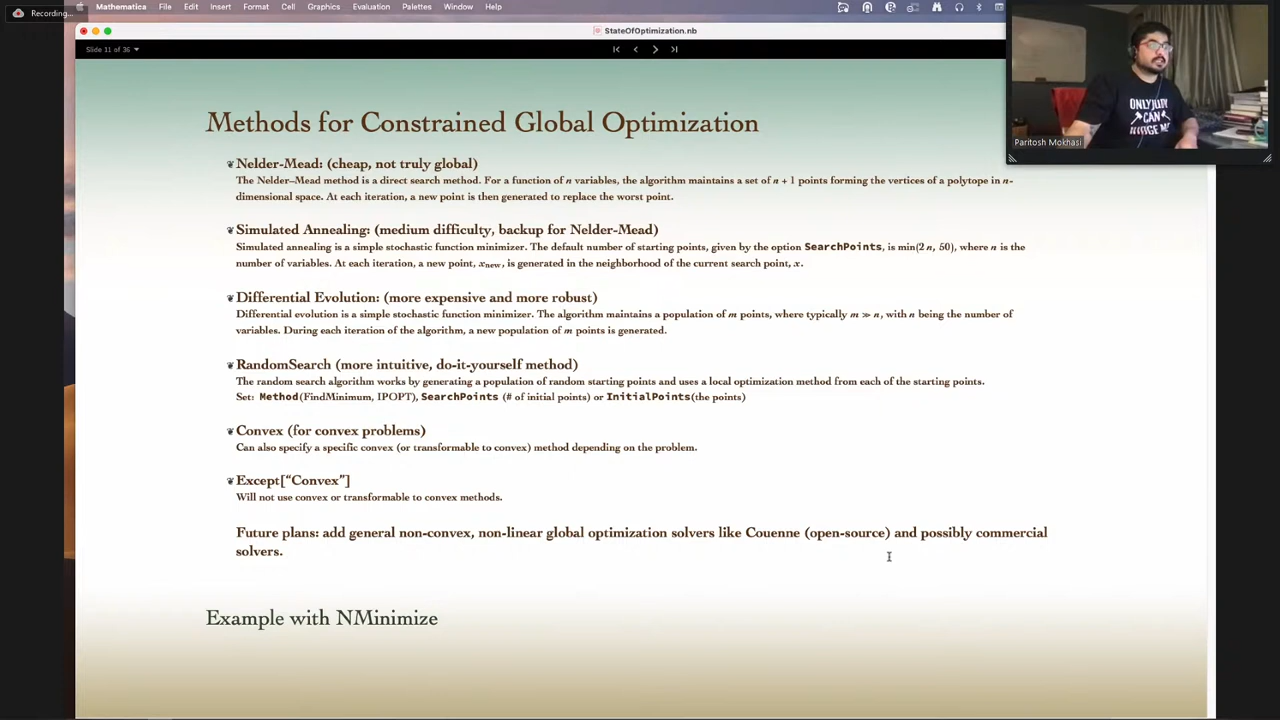 Recording...
Mathematica File Edit Insert Format Cell Graphics Evaluation Palettes Window Help
StateOfOptimization.nb
Slide 11 of 36
Methods for Constrained Global Optimization
Nelder-Mead: (cheap, not truly global)
The Nelder–Mead method is a direct search method. For a function of n variables, the algorithm maintains a set of n + 1 points forming the vertices of a polytope in n-
dimensional space. At each iteration, a new point is then generated to replace the worst point.
Simulated Annealing: (medium difficulty, backup for Nelder-Mead)
Simulated annealing is a simple stochastic function minimizer. The default number of starting points, given by the option SearchPoints, is min(2 n, 50), where n is the
number of variables. At each iteration, a new point, xnew, is generated in the neighborhood of the current search point, x.
Differential Evolution: (more expensive and more robust)
Differential evolution is a simple stochastic function minimizer. The algorithm maintains a population of m points, where typically m ≫ n, with n being the number of
variables. During each iteration of the algorithm, a new population of m points is generated.
RandomSearch (more intuitive, do-it-yourself method)
The random search algorithm works by generating a population of random starting points and uses a local optimization method from each of the starting points.
Set: Method(FindMinimum, IPOPT), SearchPoints (# of initial points) or InitialPoints(the points)
Convex (for convex problems)
Can also specify a specific convex (or transformable to convex) method depending on the problem.
Except["Convex"]
Will not use convex or transformable to convex methods.
Future plans: add general non-convex, non-linear global optimization solvers like Couenne (open-source) and possibly commercial
solvers.
Example with NMinimize
ONLY JUDY
CAN
JUDGE ME
Paritosh Mokhasi